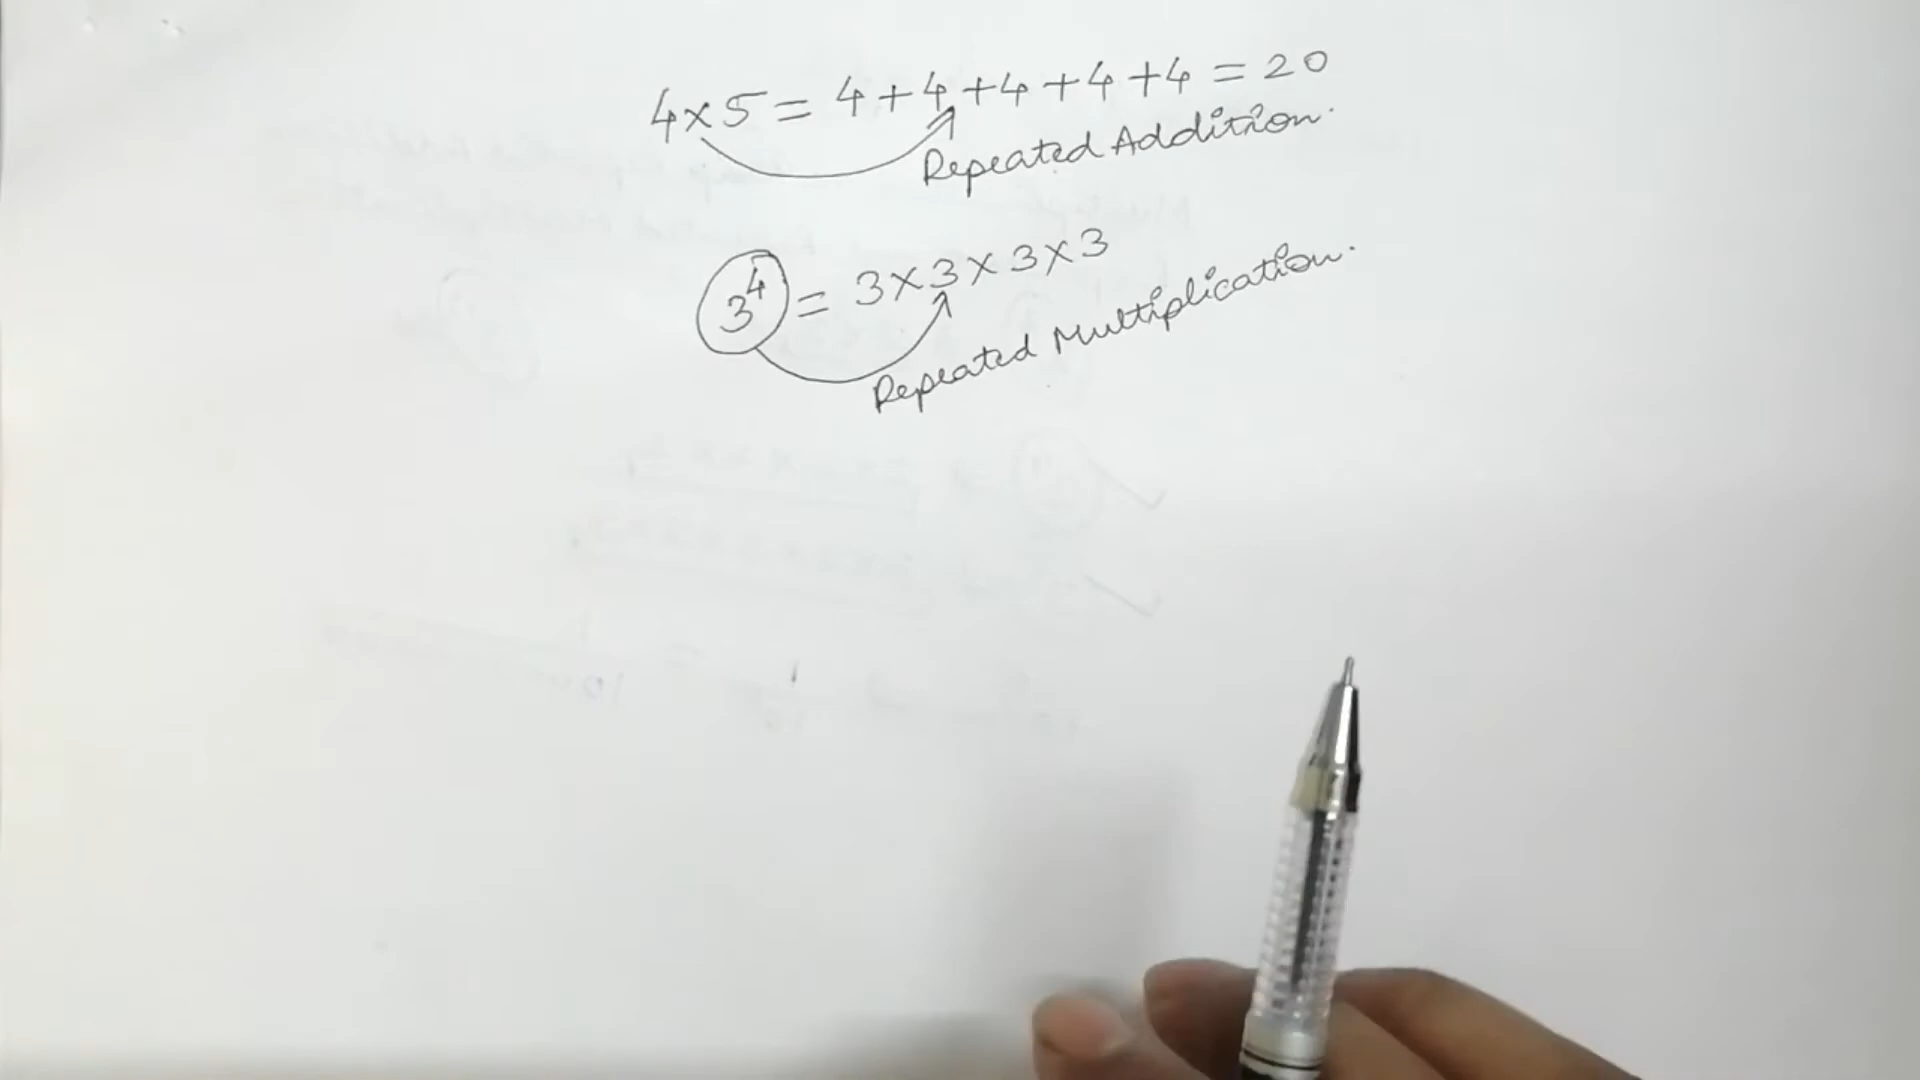 4×5 = 4+4+4+4+4 = 20
Repeated Addition.
3⁴ = 3×3×3×3
Repeated Multiplication.